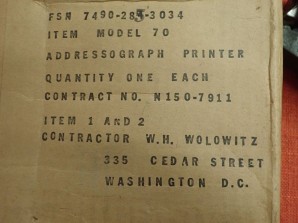 FSN 7490-285-3034
ITEM MODEL 70
ADDRESSOGRAPH PRINTER
QUANTITY ONE EACH
CONTRACT NO. N150-7911
ITEM 1 AND 2
CONTRACTOR W.H. WOLOWITZ
335 CEDAR STREET
WASHINGTON D.C.